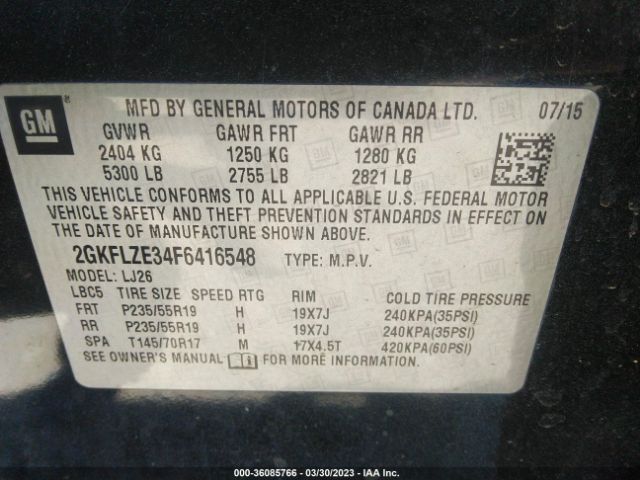 GM®
MFD BY GENERAL MOTORS OF CANADA LTD. 07/15
GVWR GAWR FRT GAWR RR
2404 KG 1250 KG 1280 KG
5300 LB 2755 LB 2821 LB
THIS VEHICLE CONFORMS TO ALL APPLICABLE U.S. FEDERAL MOTOR
VEHICLE SAFETY AND THEFT PREVENTION STANDARDS IN EFFECT ON
THE DATE OF MANUFACTURE SHOWN ABOVE.
2GKFLZE34F6416548 TYPE: M.P.V.
MODEL: LJ26
LBC5 TIRE SIZE SPEED RTG RIM COLD TIRE PRESSURE
FRT P235/55R19 H 19X7J 240KPA(35PSI)
RR P235/55R19 H 19X7J 240KPA(35PSI)
SPA T145/70R17 M 17X4.5T 420KPA(60PSI)
SEE OWNER'S MANUAL FOR MORE INFORMATION.
000-36085766 - 03/30/2023 - IAA Inc.